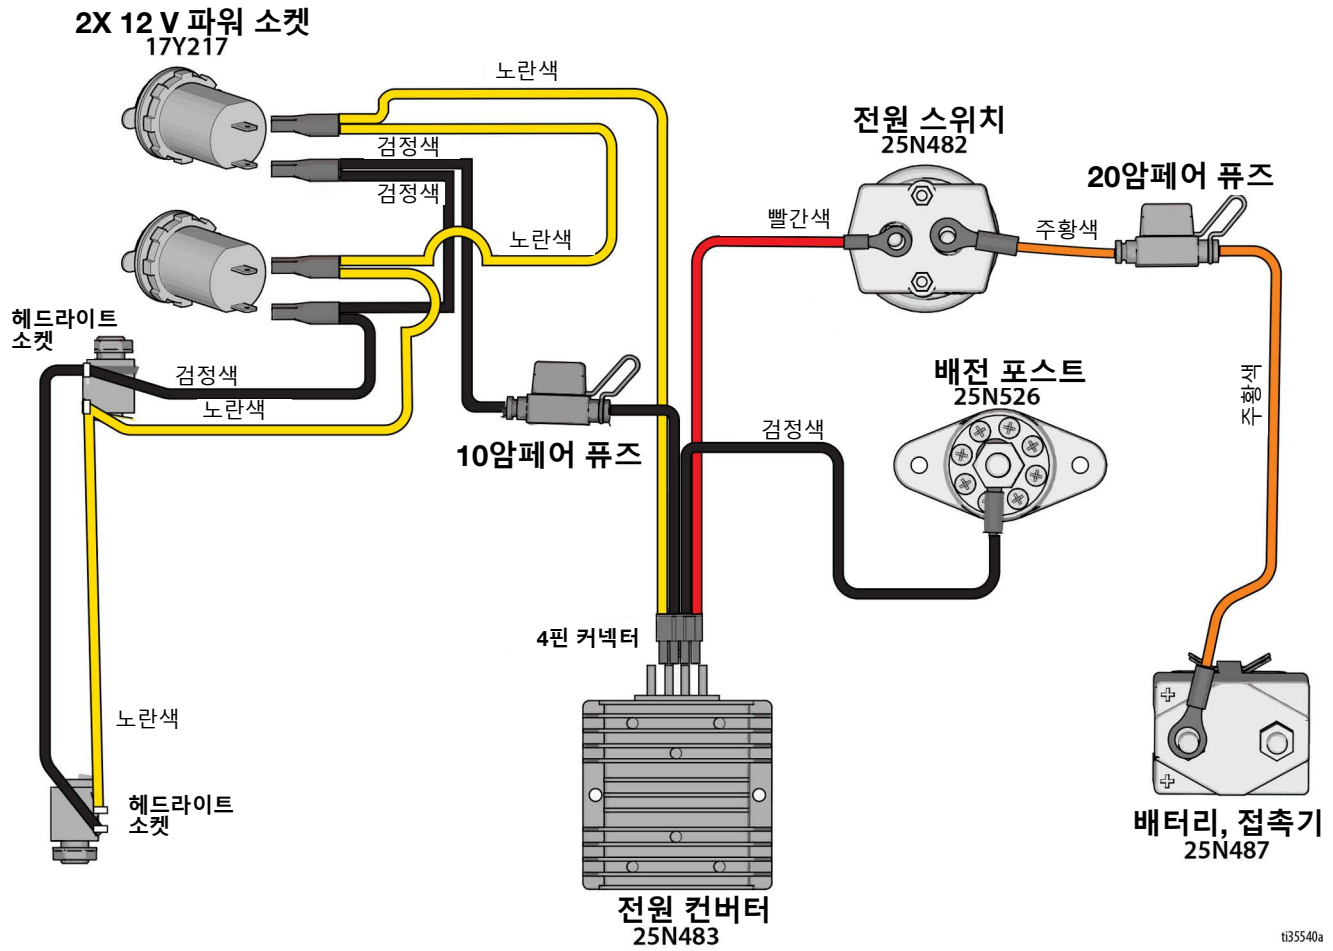 2X 12 V 파워 소켓
17Y217
노란색
검정색
검정색
노란색
전원 스위치
25N482
20암페어 퓨즈
빨간색
주황색
헤드라이트
소켓
검정색
노란색
10암페어 퓨즈
배전 포스트
25N526
검정색
주황색
4핀 커넥터
노란색
헤드라이트
소켓
배터리, 접촉기
25N487
전원 컨버터
25N483
ti35540a